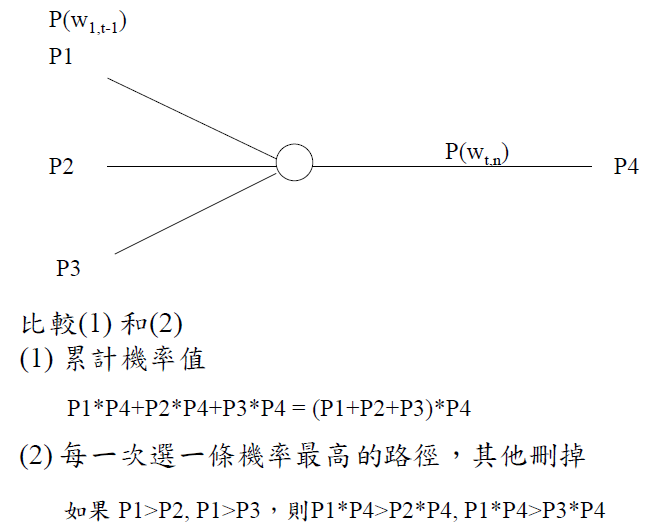 P(w1,t-1)
P1
P(wt,n)
P2
P4
P3
比較(1) 和(2)
(1) 累計機率值
P1*P4+P2*P4+P3*P4 = (P1+P2+P3)*P4
(2) 每一次選一條機率最高的路徑，其他刪掉
如果 P1>P2, P1>P3，則P1*P4>P2*P4, P1*P4>P3*P4